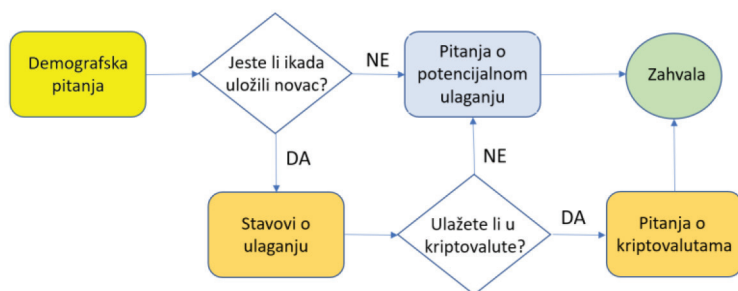 Demografska
pitanja
Jeste li ikada
uložili novac?
NE
Pitanja o
potencijalnom
ulaganju
Zahvala
DA
NE
Stavovi o
ulaganju
Ulažete li u
kriptovalute?
DA
Pitanja o
kriptovalutama